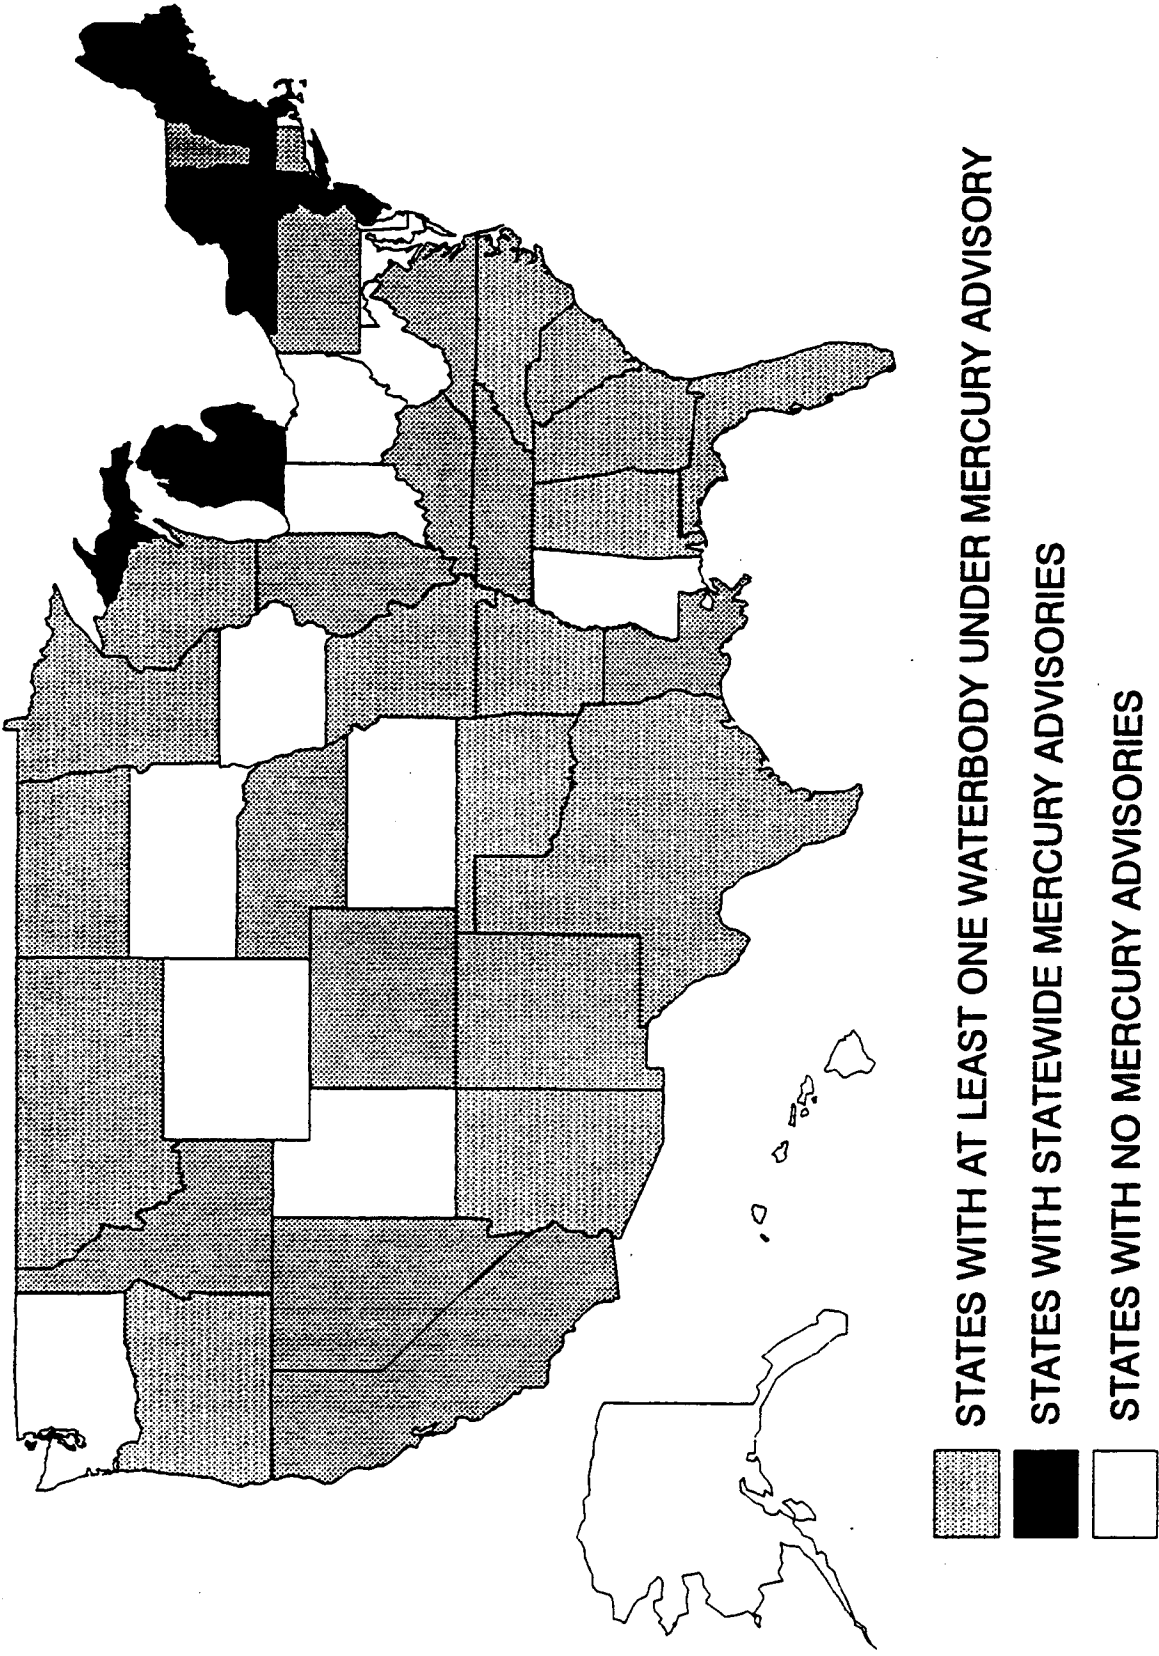 STATES WITH AT LEAST ONE WATERBODY UNDER MERCURY ADVISORY
STATES WITH STATEWIDE MERCURY ADVISORIES
STATES WITH NO MERCURY ADVISORIES